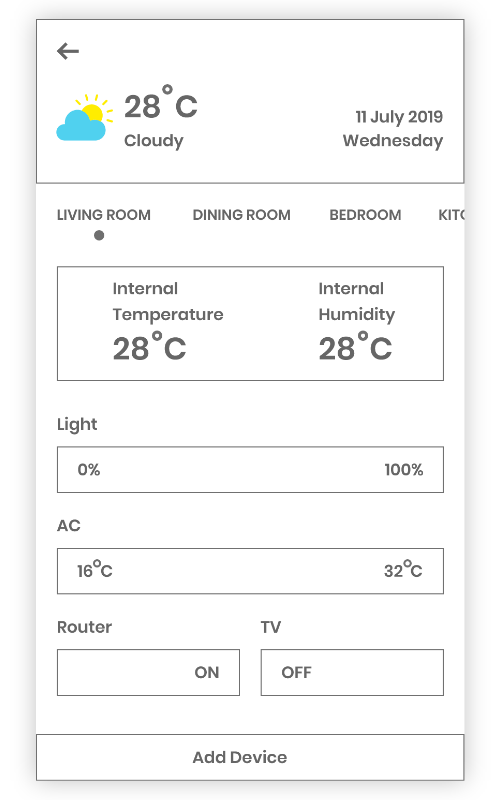 28°C
Cloudy
11 July 2019
Wednesday
LIVING ROOM DINING ROOM BEDROOM KITC
Internal Temperature
28°C
Internal Humidity
28°C
Light
0% 100%
AC
16°C 32°C
Router TV
ON OFF
Add Device